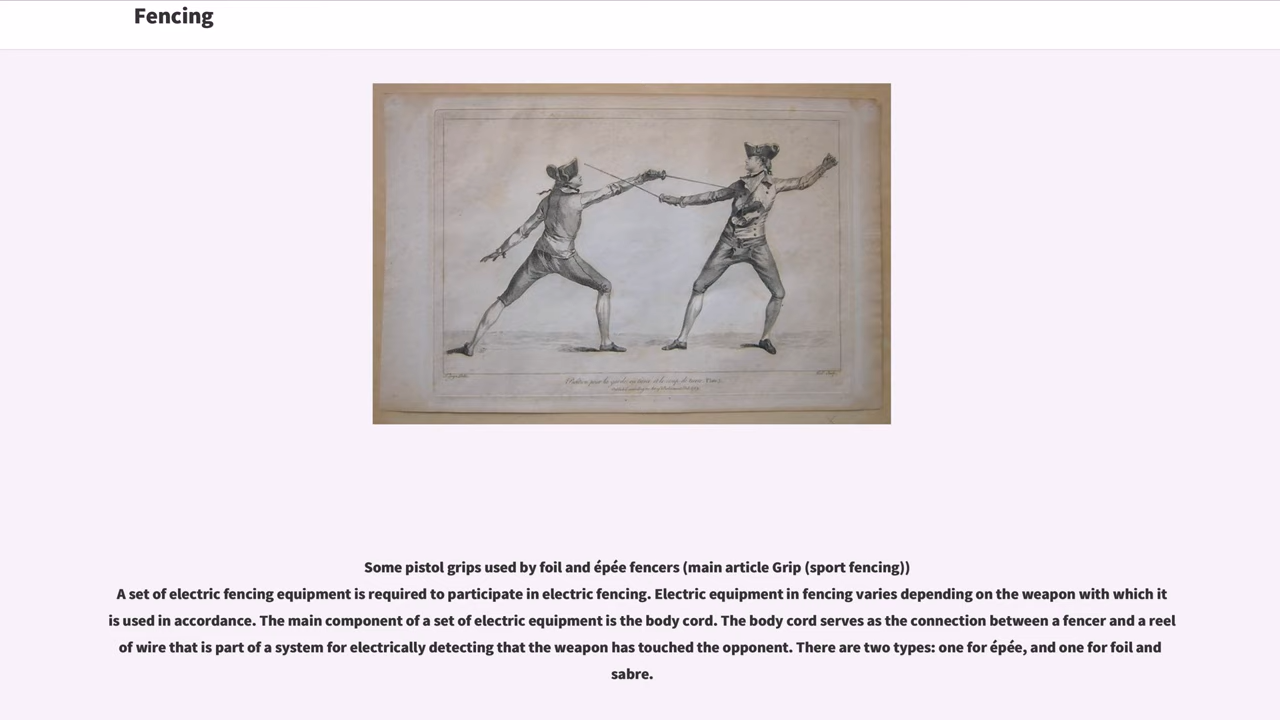 Fencing
Some pistol grips used by foil and épée fencers (main article Grip (sport fencing))
A set of electric fencing equipment is required to participate in electric fencing. Electric equipment in fencing varies depending on the weapon with which it
is used in accordance. The main component of a set of electric equipment is the body cord. The body cord serves as the connection between a fencer and a reel
of wire that is part of a system for electrically detecting that the weapon has touched the opponent. There are two types: one for épée, and one for foil and
sabre.